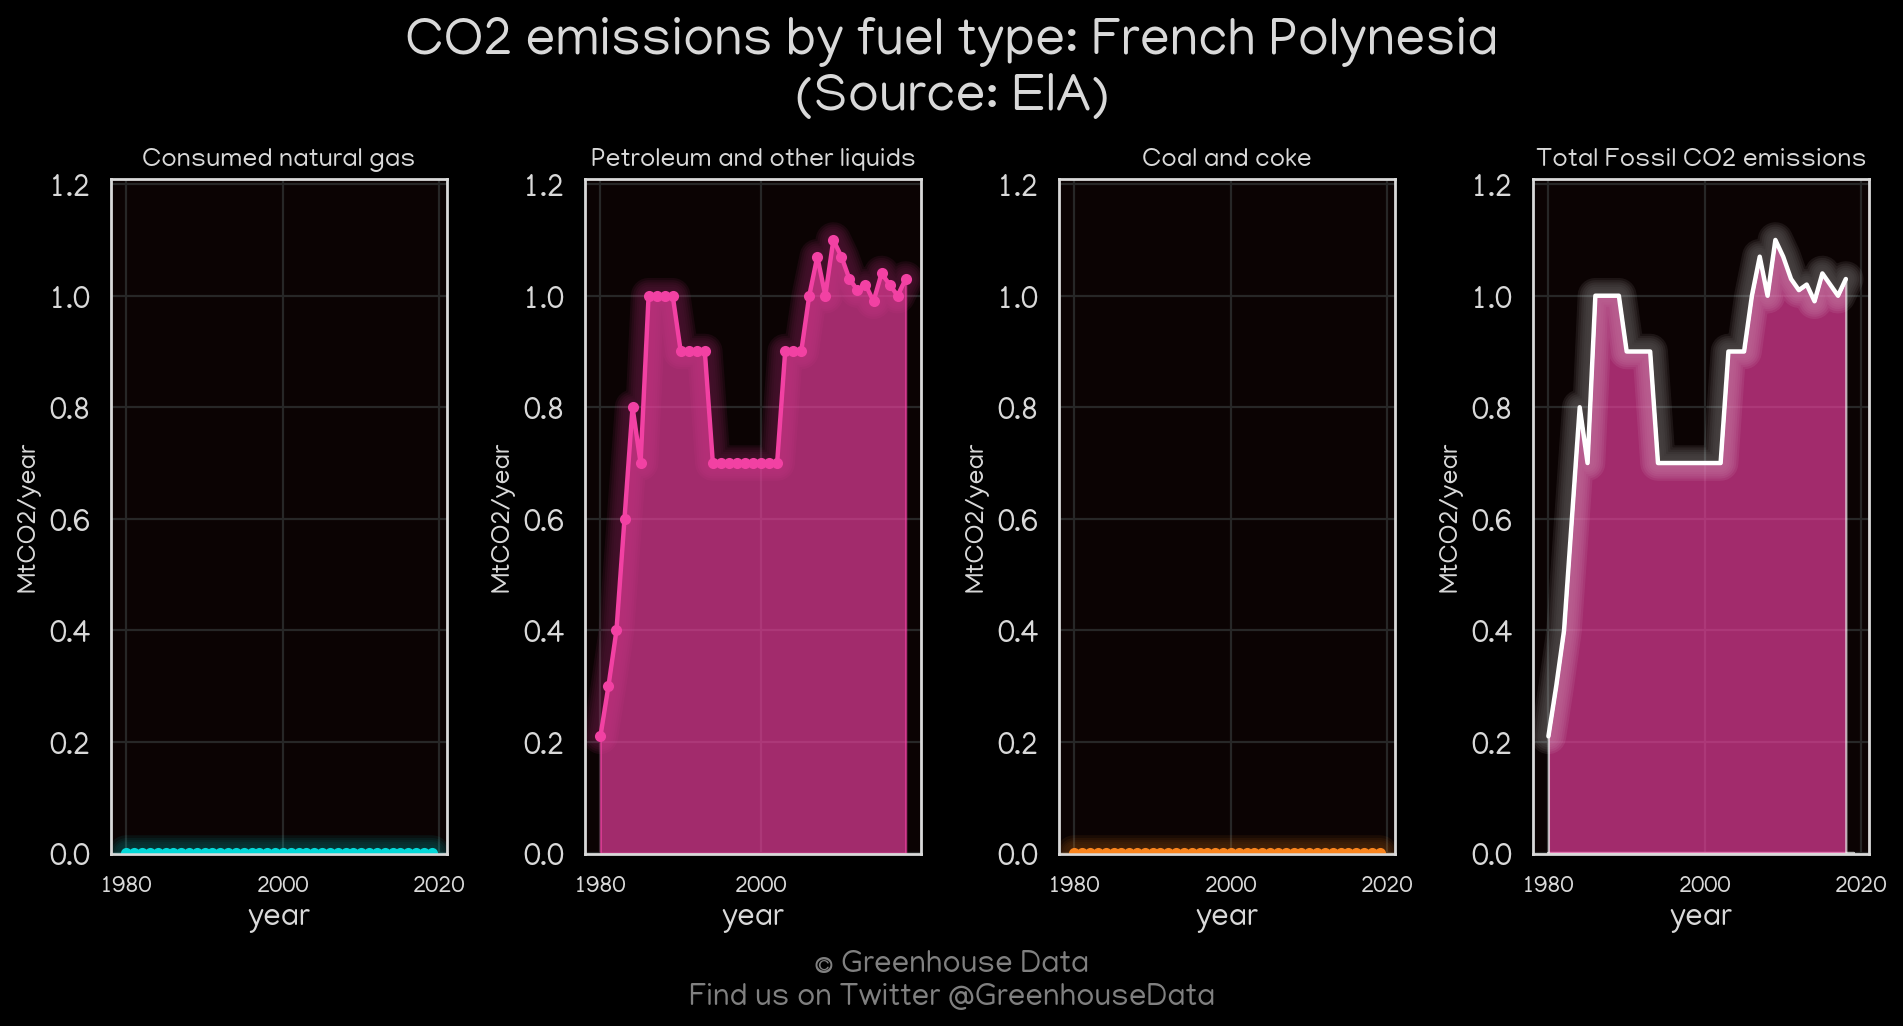 CO2 emissions by fuel type: French Polynesia
(Source: EIA)
Consumed natural gas
MtCO2/year
1.2
1.0
0.8
0.6
0.4
0.2
0.0
1980 2000 2020
year
Petroleum and other liquids
MtCO2/year
1.2
1.0
0.8
0.6
0.4
0.2
0.0
1980 2000
year
Coal and coke
MtCO2/year
1.2
1.0
0.8
0.6
0.4
0.2
0.0
1980 2000 2020
year
Total Fossil CO2 emissions
MtCO2/year
1.2
1.0
0.8
0.6
0.4
0.2
0.0
1980 2000 2020
year
© Greenhouse Data
Find us on Twitter @GreenhouseData